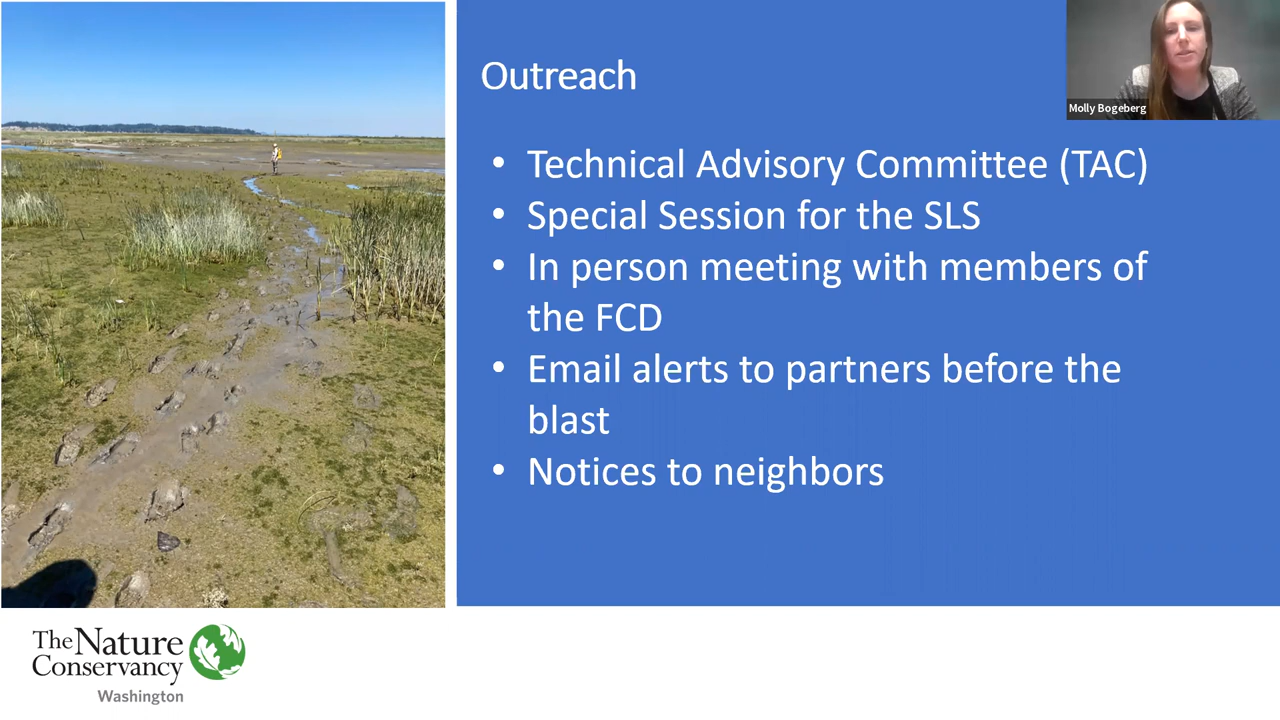 Outreach
Molly Bogeberg
• Technical Advisory Committee (TAC)
• Special Session for the SLS
• In person meeting with members of
the FCD
• Email alerts to partners before the
blast
• Notices to neighbors
The Nature
Conservancy
Washington